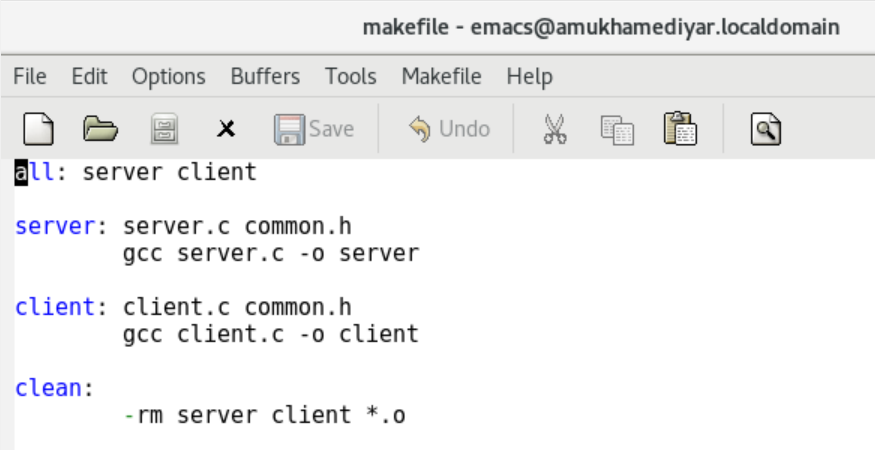 makefile - emacs@amukhamediyar.localdomain
File Edit Options Buffers Tools Makefile Help
Save Undo
all: server client
server: server.c common.h
gcc server.c -o server
client: client.c common.h
gcc client.c -o client
clean:
-rm server client *.o